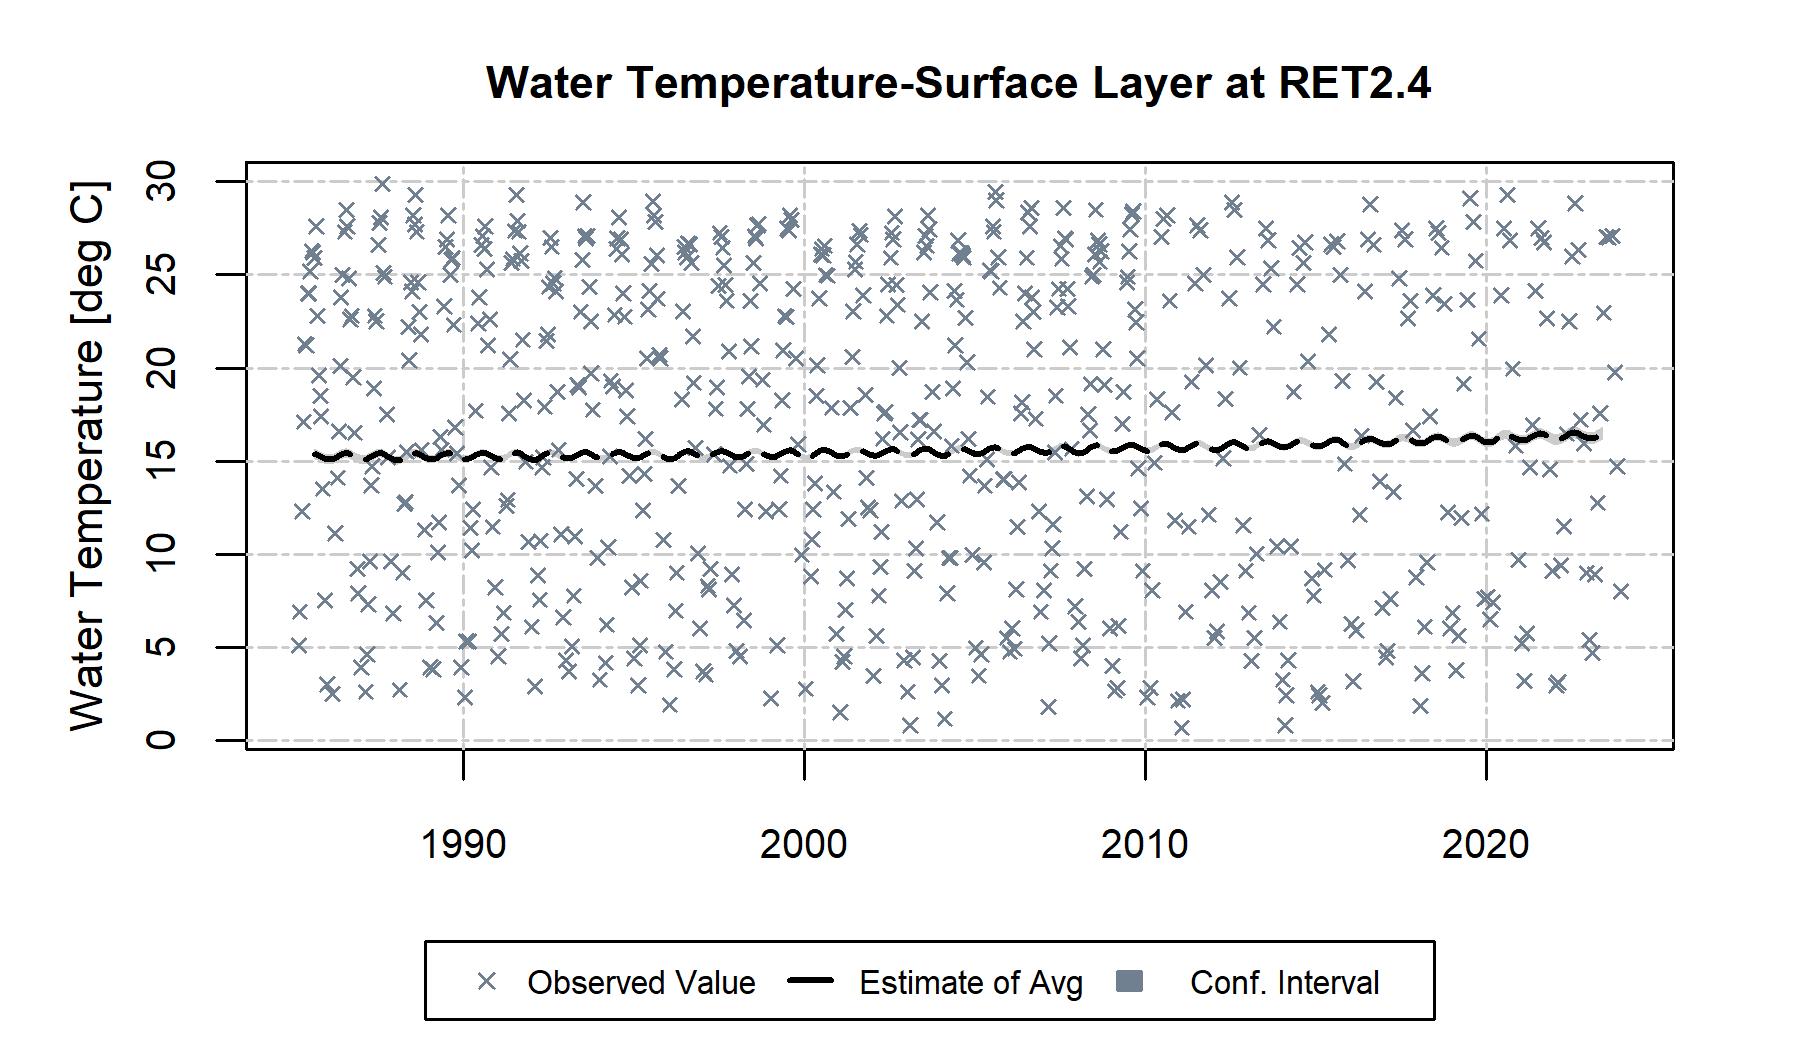 Water Temperature-Surface Layer at RET2.4
Water Temperature [deg C]
30
25
20
15
10
5
0
1990 2000 2010 2020
Observed Value Estimate of Avg Conf. Interval